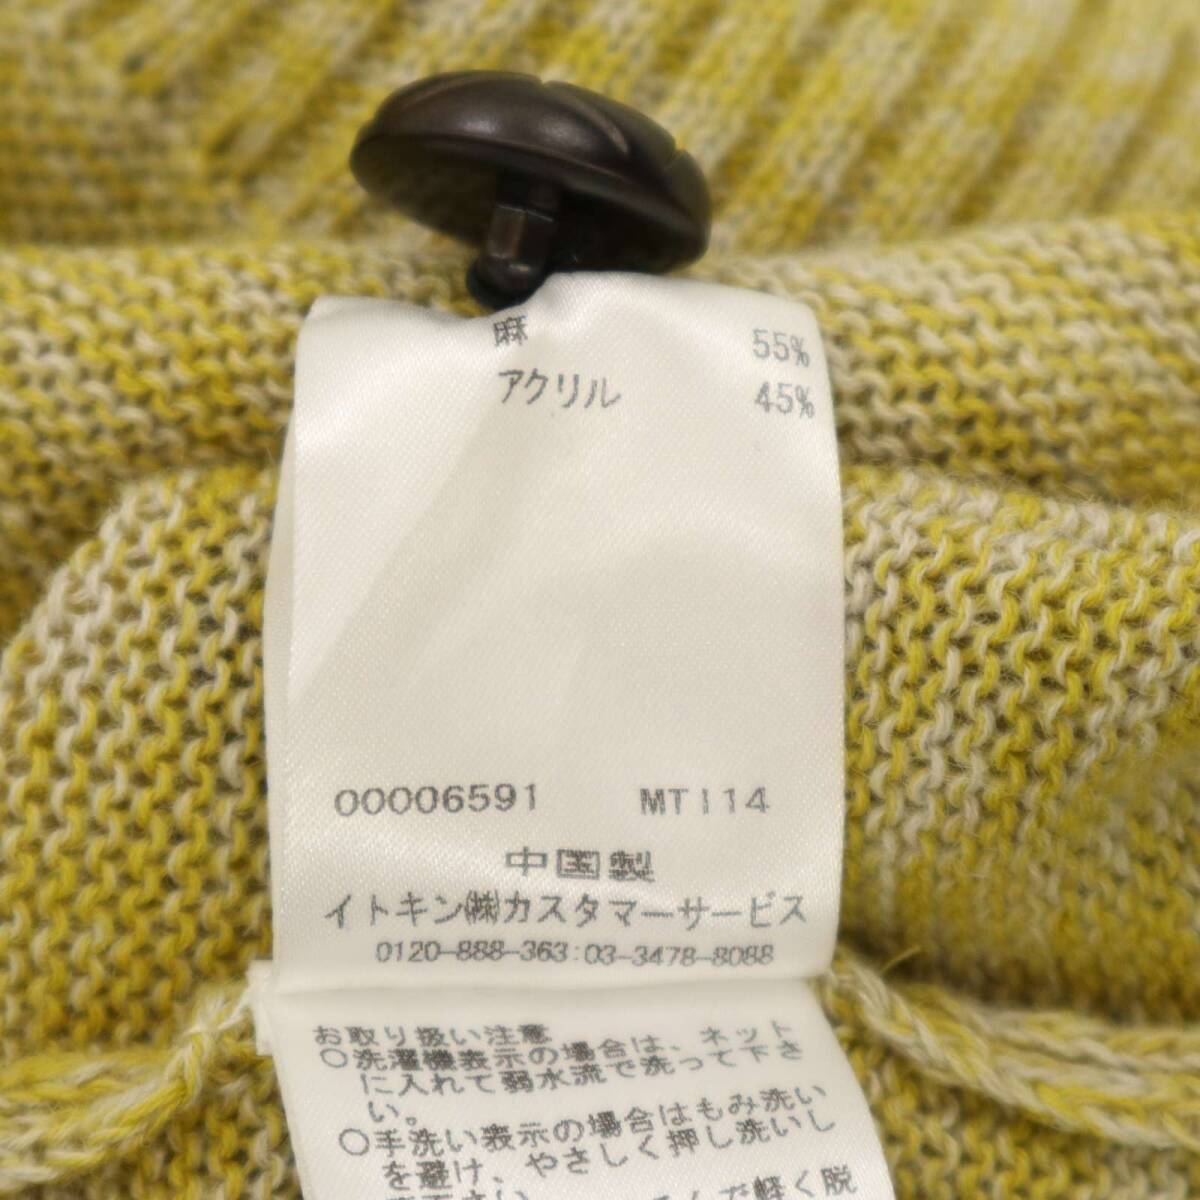 麻 55%
アクリル 45%
00006591 MT114
中国製
イトキン㈱カスタマーサービス
0120-888-363:03-3478-8088
お取り扱い注意
○洗濯機表示の場合は、ネット
に入れて弱水流で洗って下さ
い。
○手洗い表示の場合はもみ洗い
を避け、やさしく押し洗いし
で軽く脱